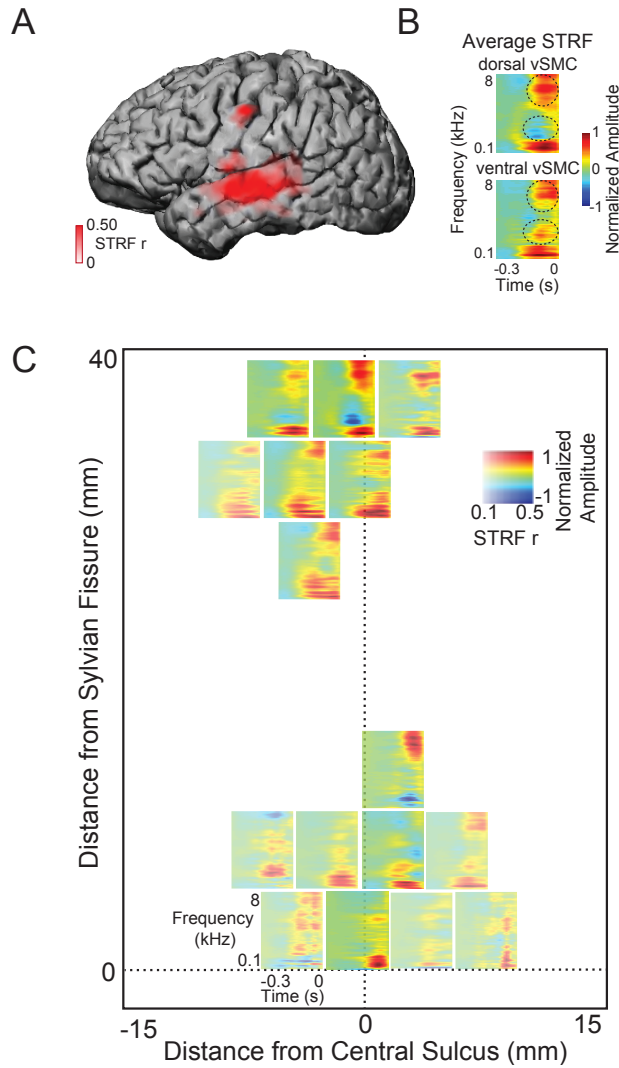 A
0.50
STRF r
0
B
Average STRF
dorsal vSMC
8
0.1
ventral vSMC
8
0.1
Frequency (kHz)
-0.3 0
Time (s)
1
0
-1
Normalized Amplitude
C
40
0
Distance from Sylvian Fissure (mm)
1
-1
Normalized
Amplitude
0.1 0.5
STRF r
8
Frequency
(kHz)
0.1
-0.3 0
Time (s)
-15 0 15
Distance from Central Sulcus (mm)